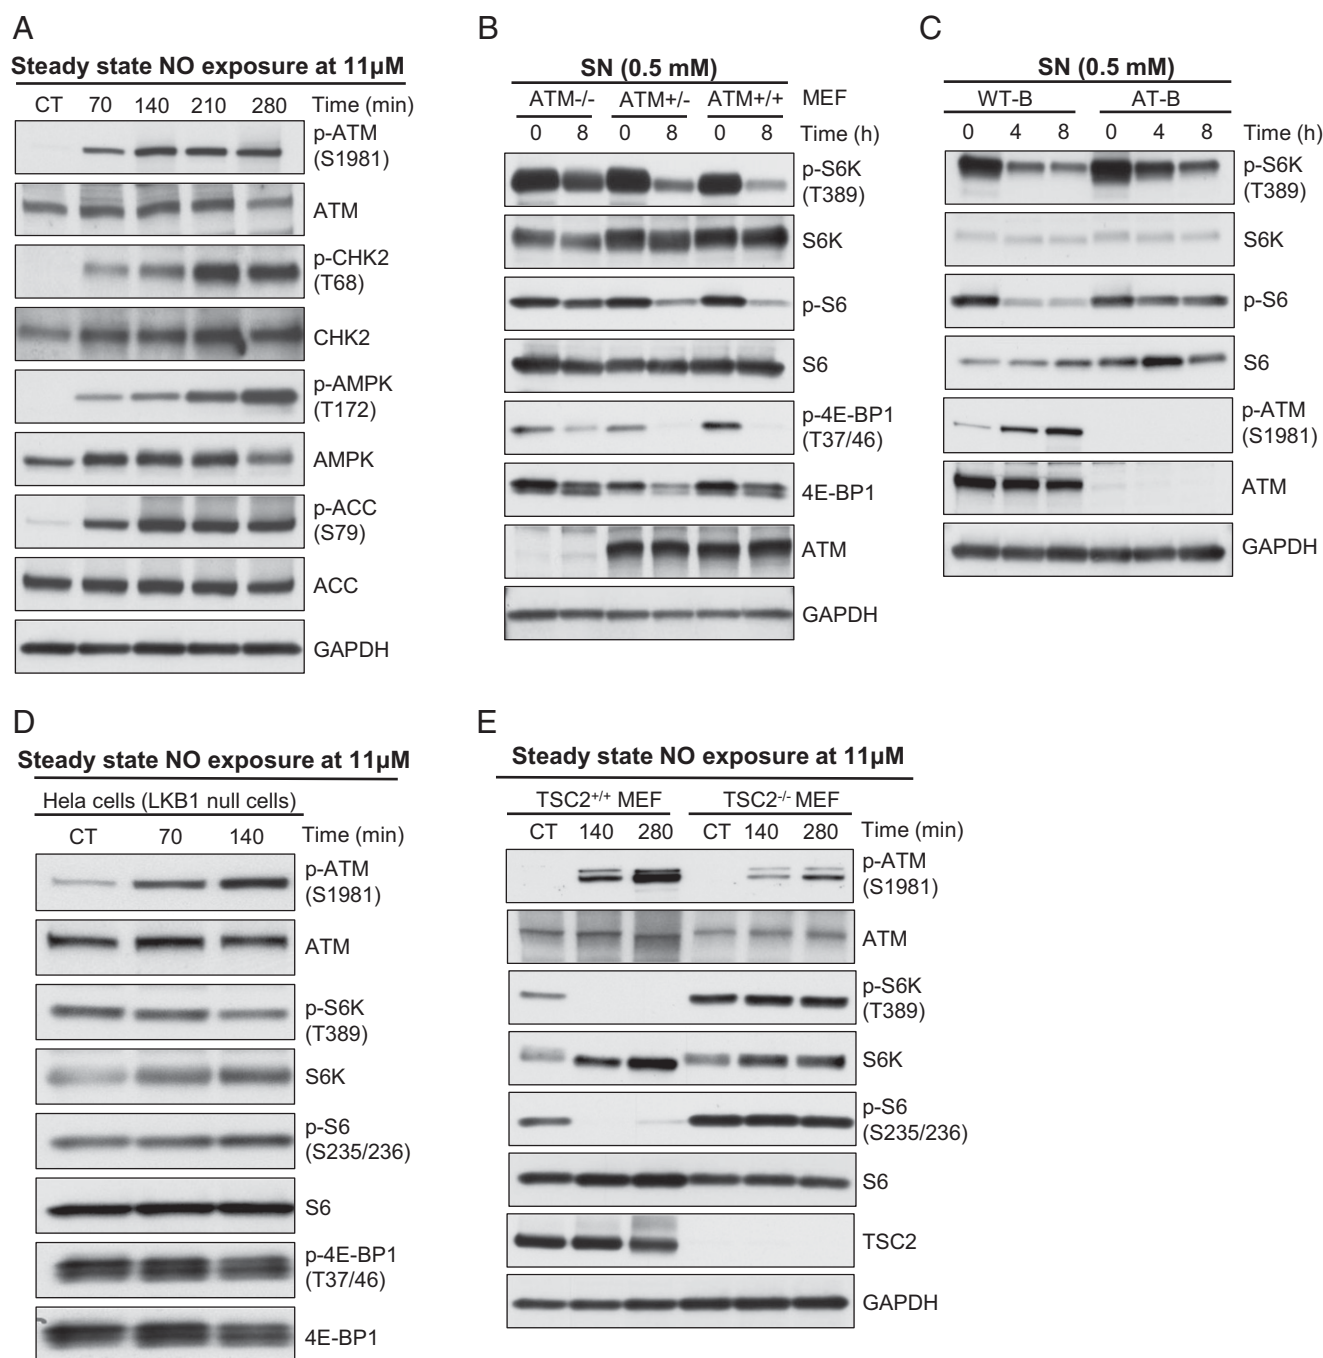 A
Steady state NO exposure at 11µM
CT 70 140 210 280 Time (min)
p-ATM
(S1981)
ATM
p-CHK2
(T68)
CHK2
p-AMPK
(T172)
AMPK
p-ACC
(S79)
ACC
GAPDH
B
SN (0.5 mM)
ATM-/- ATM+/- ATM+/+ MEF
0 8 0 8 0 8 Time (h)
p-S6K
(T389)
S6K
p-S6
S6
p-4E-BP1
(T37/46)
4E-BP1
ATM
GAPDH
C
SN (0.5 mM)
WT-B AT-B
0 4 8 0 4 8 Time (h)
p-S6K
(T389)
S6K
p-S6
S6
p-ATM
(S1981)
ATM
GAPDH
D
Steady state NO exposure at 11µM
Hela cells (LKB1 null cells)
CT 70 140 Time (min)
p-ATM
(S1981)
ATM
p-S6K
(T389)
S6K
p-S6
(S235/236)
S6
p-4E-BP1
(T37/46)
4E-BP1
E
Steady state NO exposure at 11µM
TSC2+/+ MEF TSC2-/- MEF
CT 140 280 CT 140 280 Time (min)
p-ATM
(S1981)
ATM
p-S6K
(T389)
S6K
p-S6
(S235/236)
S6
TSC2
GAPDH